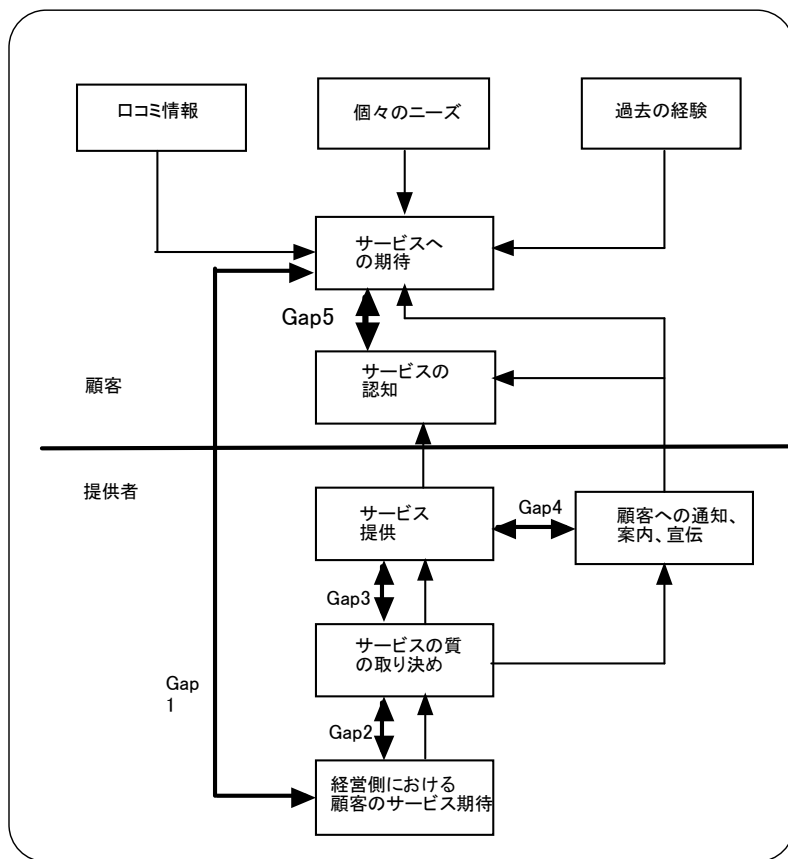 口コミ情報
個々のニーズ
過去の経験
サービスへ
の期待
Gap5
サービスの
認知
顧客
提供者
サービス
提供
Gap4
顧客への通知、
案内、宣伝
Gap3
サービスの質
の取り決め
Gap
1
Gap2
経営側における
顧客のサービス期待